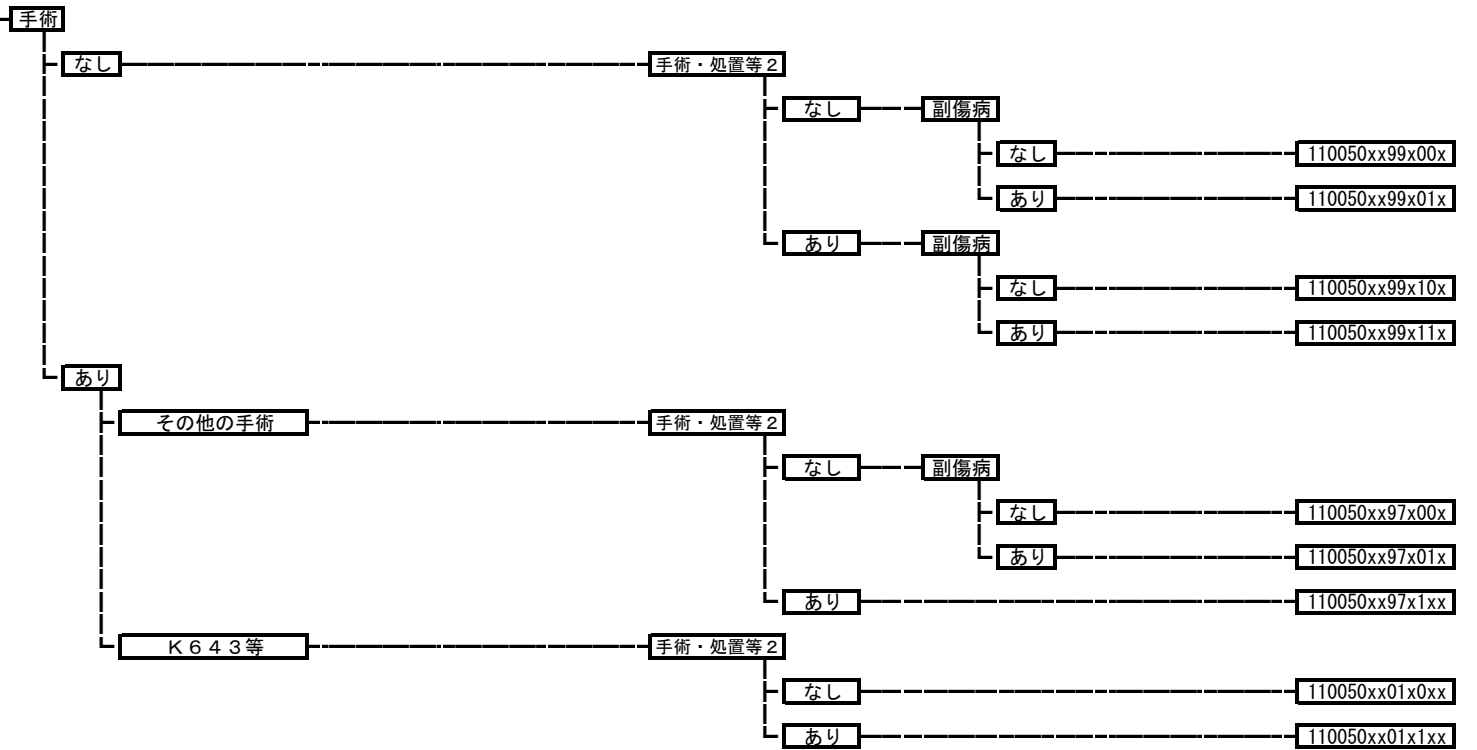 手術
なし
手術・処置等２
なし
副傷病
なし
110050xx99x00x
あり
110050xx99x01x
あり
副傷病
なし
110050xx99x10x
あり
110050xx99x11x
あり
その他の手術
手術・処置等２
なし
副傷病
なし
110050xx97x00x
あり
110050xx97x01x
あり
110050xx97x1xx
Ｋ６４３等
手術・処置等２
なし
110050xx01x0xx
あり
110050xx01x1xx